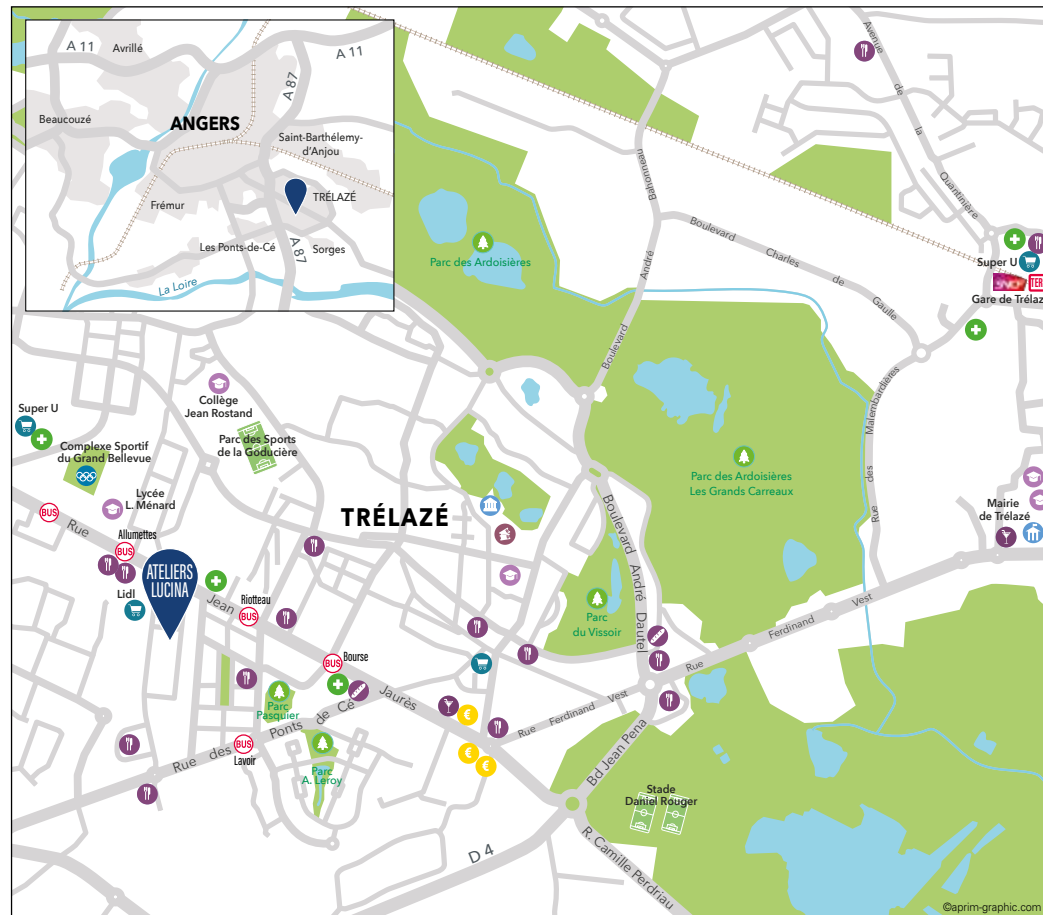 A 11
Avrillé
A 11
A 87
Beaucouzé
ANGERS
Saint-Barthélemy-
d'Anjou
TRÉLAZÉ
Frémur
Les Ponts-de-Cé
A 87
Sorges
La Loire
Avenue de la Quantinière
Boulevard André Bahonneau
Boulevard Charles de Gaulle
Parc des Ardoisières
Super U
SNCF
TER
Gare de Trélaz
Rue des Malembardières
Collège
Jean Rostand
Super U
Parc des Sports
de la Goducière
Complexe Sportif
du Grand Bellevue
Lycée
L. Ménard
Parc des Ardoisières
Les Grands Carreaux
TRÉLAZÉ
Mairie
de Trélazé
BUS
Rue Jean Jaurès
Allumettes
BUS
ATELIERS
LUCINA
Lidl
Riotteau
BUS
Boulevard André Dautel
Parc
du Vissoir
Rue Ferdinand Vest
Bourse
BUS
Parc
Pasquier
Rue des Ponts de Cé
BUS
Lavoir
Parc
A. Leroy
€
€
€
Rue Ferdinand Vest
Bd Jean Pena
Stade
Daniel Rouger
D 4
R. Camille Perdriau
©aprim-graphic.com